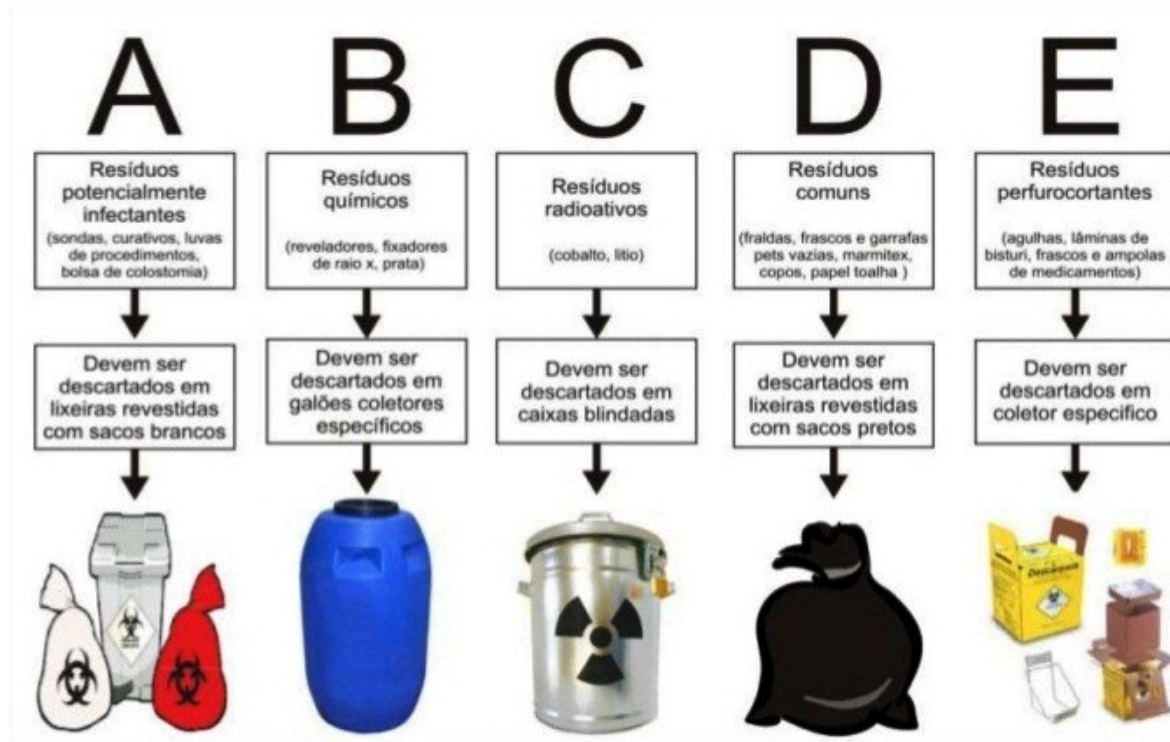 A
Resíduos
potencialmente
infectantes
(sondas, curativos, luvas
de procedimentos,
bolsa de colostomia)
Devem ser
descartados em
lixeiras revestidas
com sacos brancos
B
Resíduos
químicos
(reveladores, fixadores
de raio x, prata)
Devem ser
descartados em
galões coletores
específicos
C
Resíduos
radioativos
(cobalto, litio)
Devem ser
descartados em
caixas blindadas
D
Resíduos
comuns
(fraldas, frascos e garrafas
pets vazias, marmitex,
copos, papel toalha )
Devem ser
descartados em
lixeiras revestidas
com sacos pretos
E
Resíduos
perfurocortantes
(agulhas, lâminas de
bisturi, frascos e ampolas
de medicamentos)
Devem ser
descartados em
coletor especifico